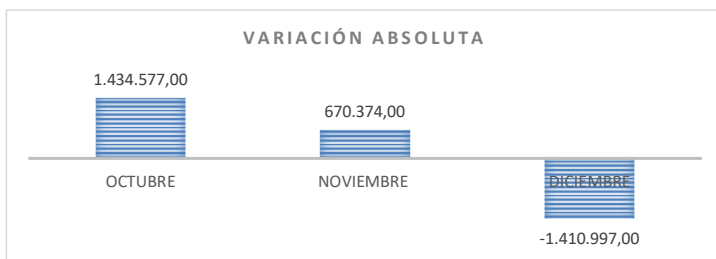 VARIACIÓN ABSOLUTA
1.434.577,00
670.374,00
OCTUBRE
NOVIEMBRE
DICIEMBRE
-1.410.997,00